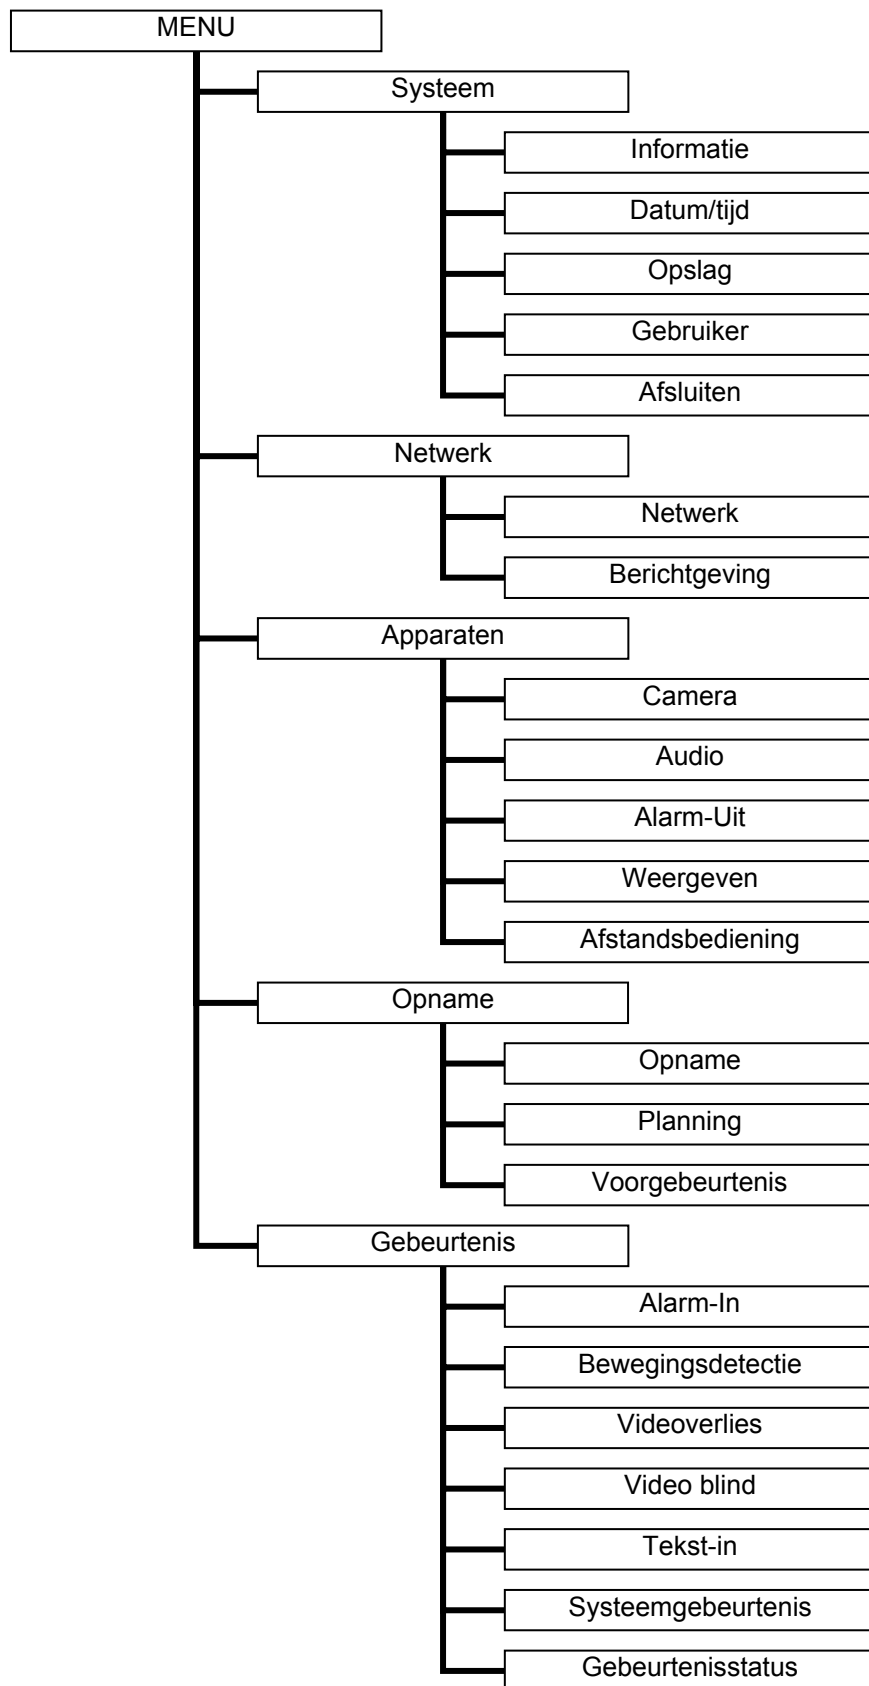 MENU
Systeem
Informatie
Datum/tijd
Opslag
Gebruiker
Afsluiten
Netwerk
Netwerk
Berichtgeving
Apparaten
Camera
Audio
Alarm-Uit
Weergeven
Afstandsbediening
Opname
Opname
Planning
Voorgebeurtenis
Gebeurtenis
Alarm-In
Bewegingsdetectie
Videoverlies
Video blind
Tekst-in
Systeemgebeurtenis
Gebeurtenisstatus